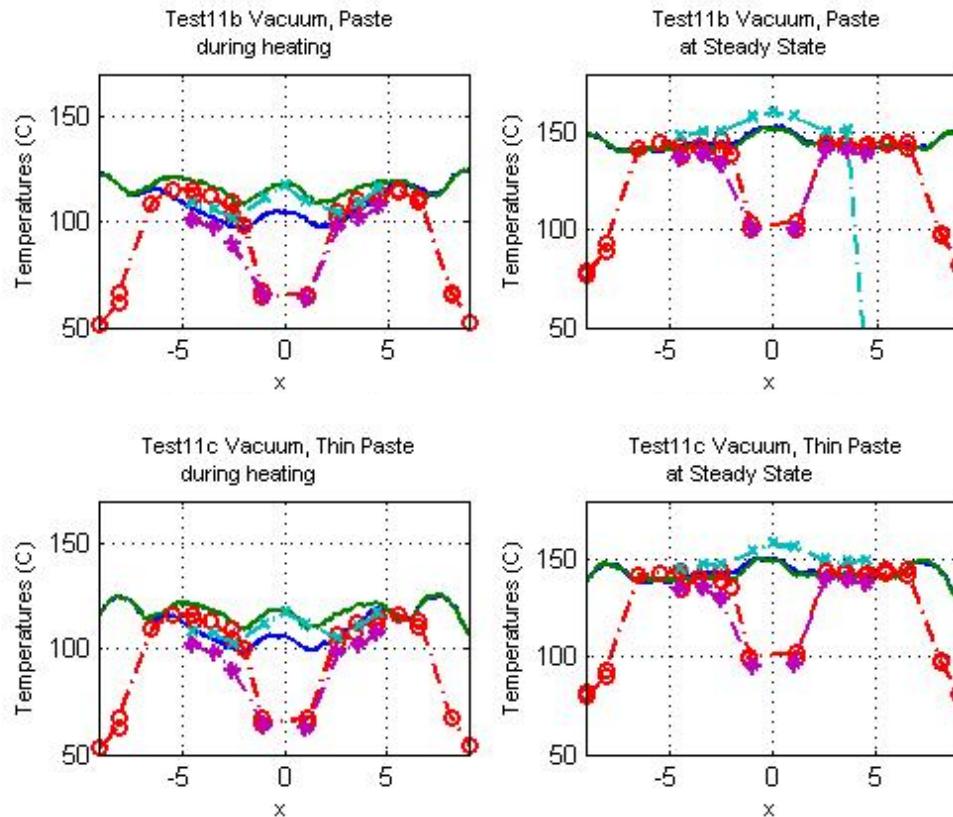 Test11b Vacuum, Paste
during heating
Temperatures (C)
150
100
50
-5
0
5
x
Test11b Vacuum, Paste
at Steady State
Temperatures (C)
150
100
50
-5
0
5
x
Test11c Vacuum, Thin Paste
during heating
Temperatures (C)
150
100
50
-5
0
5
x
Test11c Vacuum, Thin Paste
at Steady State
Temperatures (C)
150
100
50
-5
0
5
x